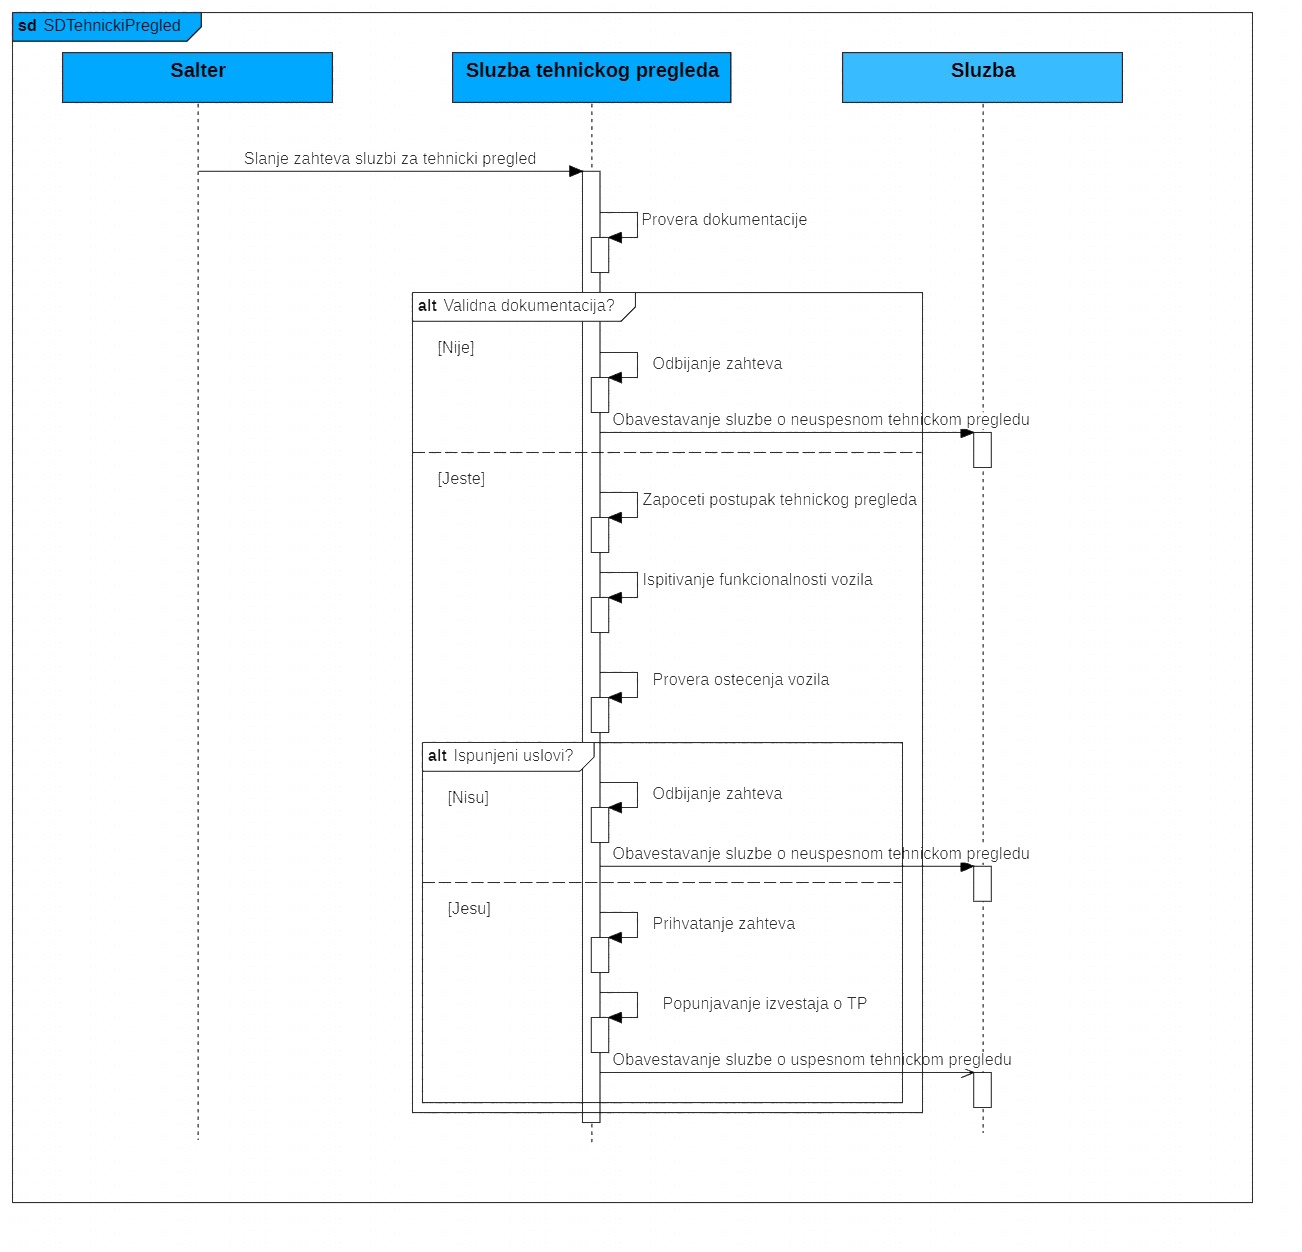 sd SDTehnickiPregled
Salter
Sluzba tehnickog pregleda
Sluzba
Slanje zahteva sluzbi za tehnicki pregled
Provera dokumentacije
alt Validna dokumentacija?
[Nije]
Odbijanje zahteva
Obavestavanje sluzbe o neuspesnom tehnickom pregledu
[Jeste]
Zapoceti postupak tehnickog pregleda
Ispitivanje funkcionalnosti vozila
Provera ostecenja vozila
alt Ispunjeni uslovi?
[Nisu]
Odbijanje zahteva
Obavestavanje sluzbe o neuspesnom tehnickom pregledu
[Jesu]
Prihvatanje zahteva
Popunjavanje izvestaja o TP
Obavestavanje sluzbe o uspesnom tehnickom pregledu